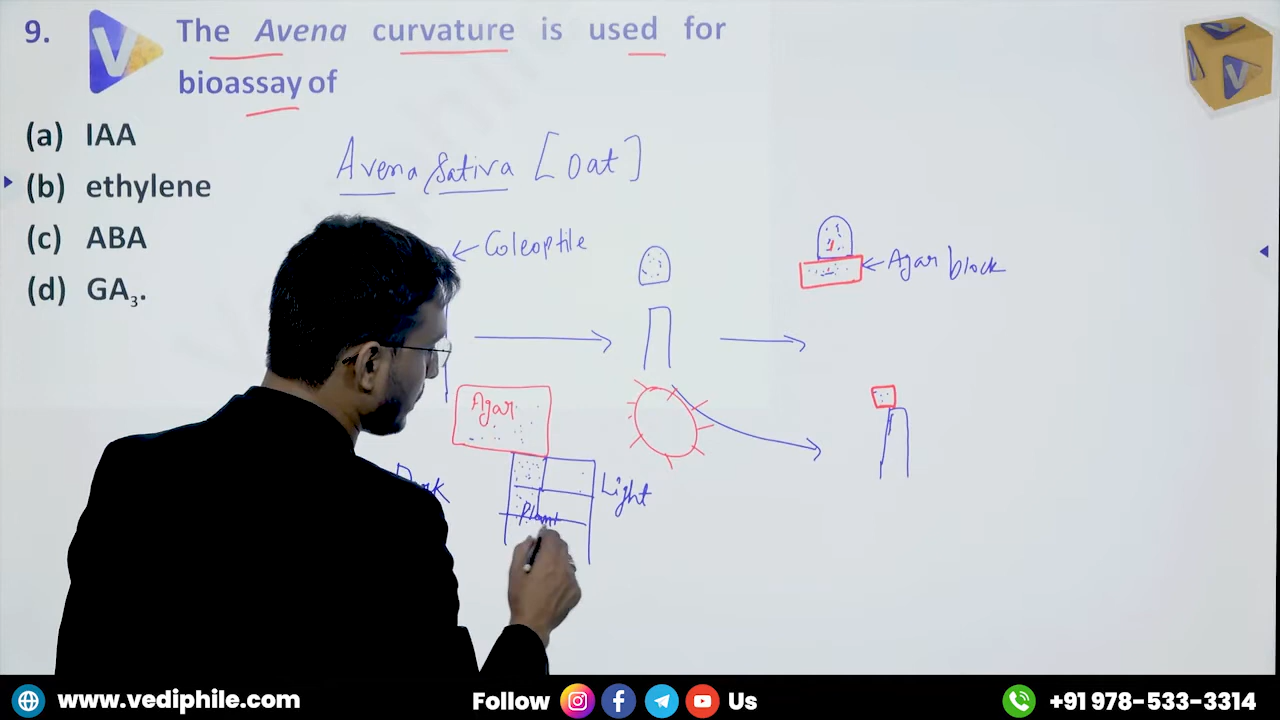 9. The Avena curvature is used for
bioassay of
(a) IAA
(b) ethylene
(c) ABA
(d) GA₃.
Avena Sativa [Oat]
Coleoptile
Agar block
Agar
Light
Plant
www.vediphile.com
Follow Us
+91 978-533-3314